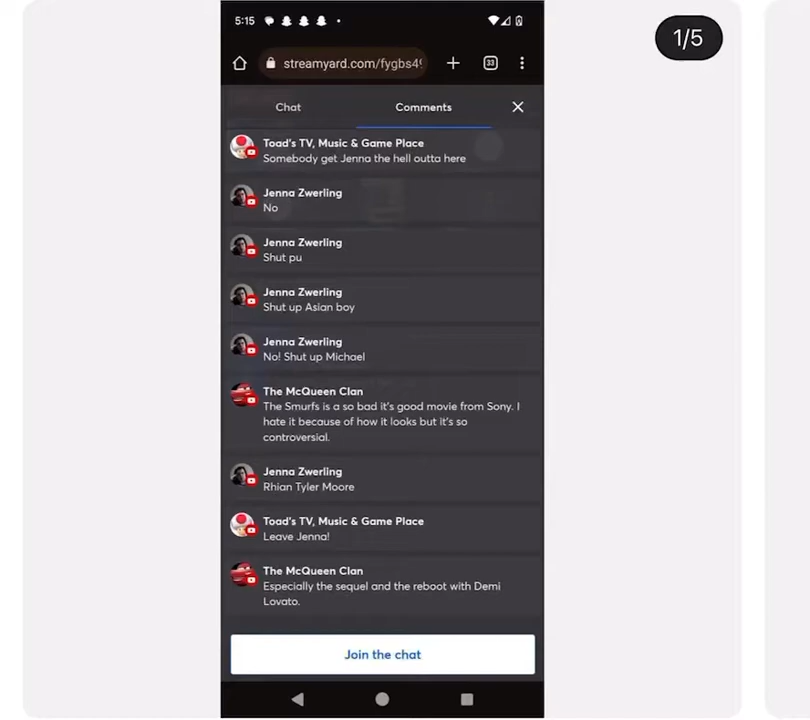 5:15
1/5
streamyard.com/fygbs49
33
Chat
Comments
Toad's TV, Music & Game Place
Somebody get Jenna the hell outta here
Jenna Zwerling
No
Jenna Zwerling
Shut pu
Jenna Zwerling
Shut up Asian boy
Jenna Zwerling
No! Shut up Michael
The McQueen Clan
The Smurfs is a so bad it's good movie from Sony. I
hate it because of how it looks but it's so
controversial.
Jenna Zwerling
Rhian Tyler Moore
Toad's TV, Music & Game Place
Leave Jenna!
The McQueen Clan
Especially the sequel and the reboot with Demi
Lovato.
Join the chat